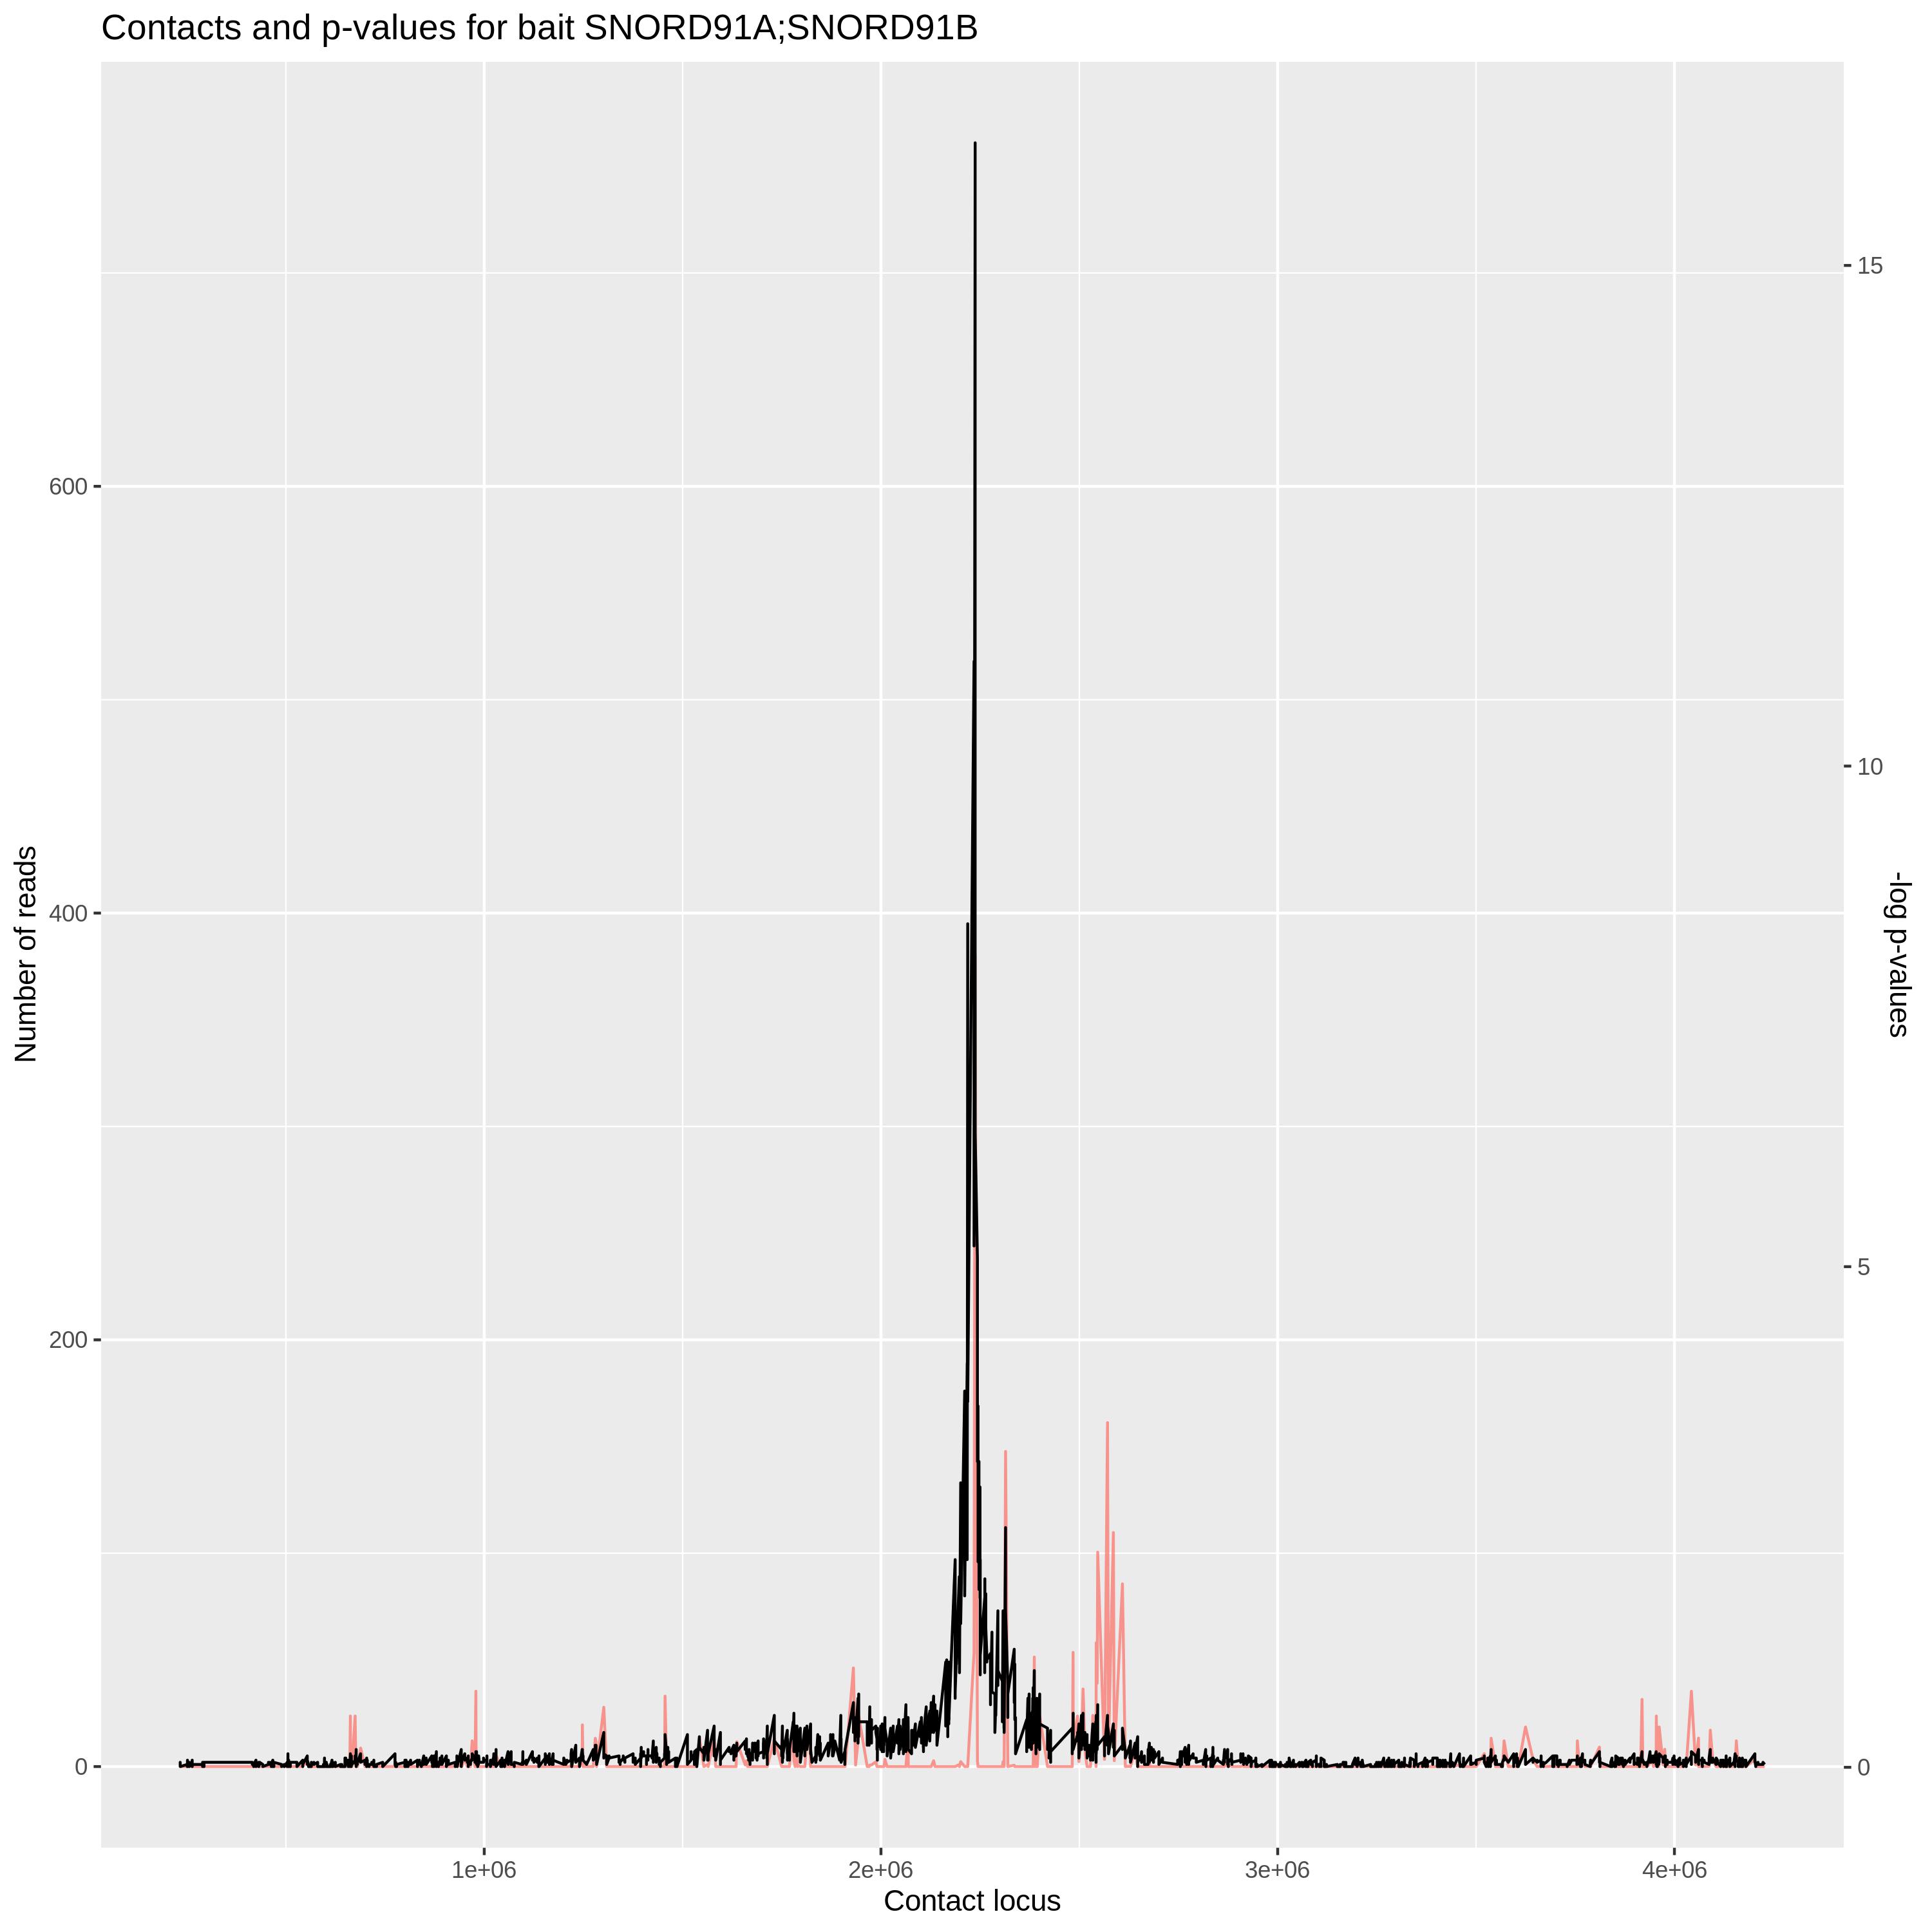 Contacts and p-values for bait SNORD91A;SNORD91B
Number of reads
600
400
200
0
15
10
5
0
-log p-values
1e+06
2e+06
3e+06
4e+06
Contact locus